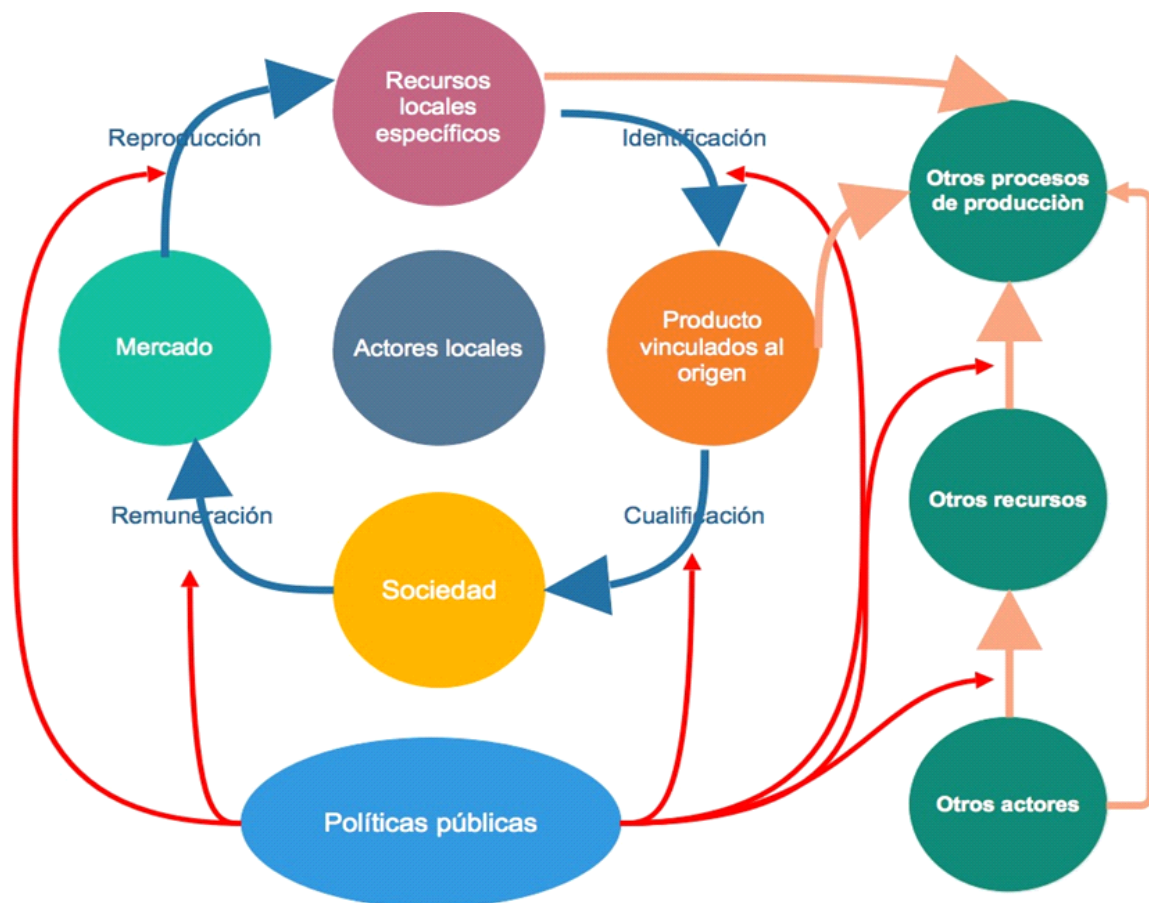 Recursos
locales
específicos
Reproducción
Identificación
Otros procesos
de producciòn
Mercado
Actores locales
Producto
vinculados al
origen
Otros recursos
Remuneración
Cualificación
Sociedad
Políticas públicas
Otros actores